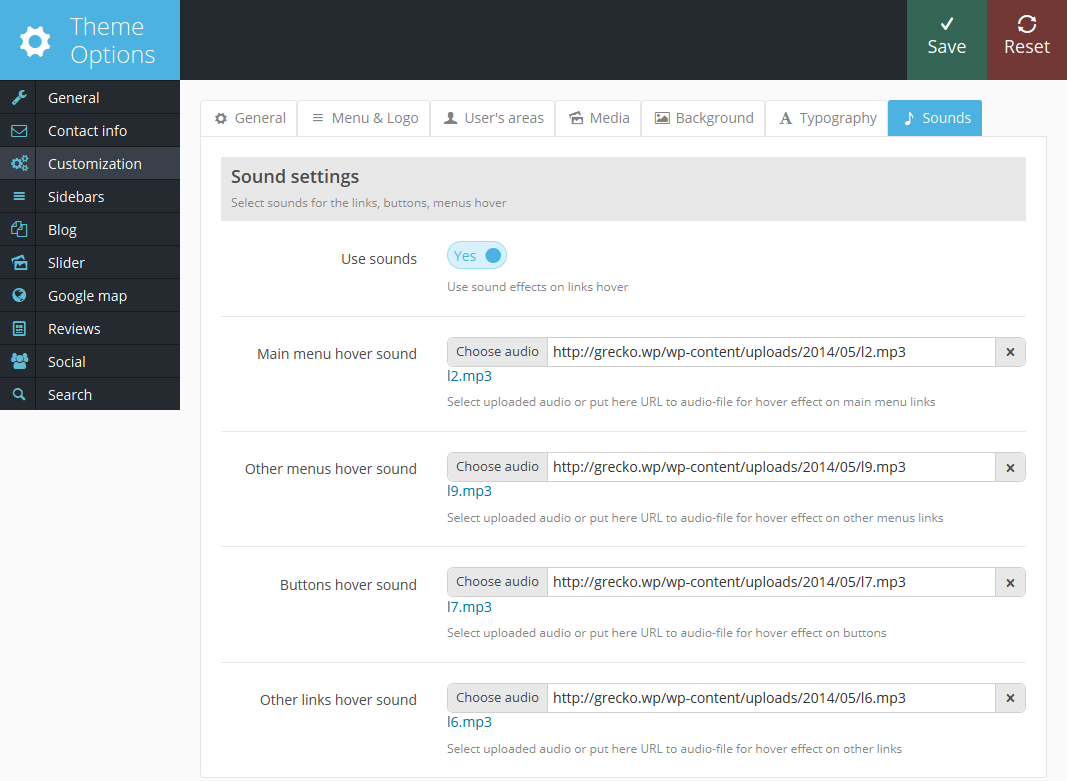 Theme
Options
Save
Reset
General
Contact info
Customization
Sidebars
Blog
Slider
Google map
Reviews
Social
Search
General
Menu & Logo
User's areas
Media
Background
Typography
Sounds
Sound settings
Select sounds for the links, buttons, menus hover
Use sounds
Yes
Use sound effects on links hover
Main menu hover sound
Choose audio
http://grecko.wp/wp-content/uploads/2014/05/l2.mp3
l2.mp3
Select uploaded audio or put here URL to audio-file for hover effect on main menu links
Other menus hover sound
Choose audio
http://grecko.wp/wp-content/uploads/2014/05/l9.mp3
l9.mp3
Select uploaded audio or put here URL to audio-file for hover effect on other menus links
Buttons hover sound
Choose audio
http://grecko.wp/wp-content/uploads/2014/05/l7.mp3
l7.mp3
Select uploaded audio or put here URL to audio-file for hover effect on buttons
Other links hover sound
Choose audio
http://grecko.wp/wp-content/uploads/2014/05/l6.mp3
l6.mp3
Select uploaded audio or put here URL to audio-file for hover effect on other links